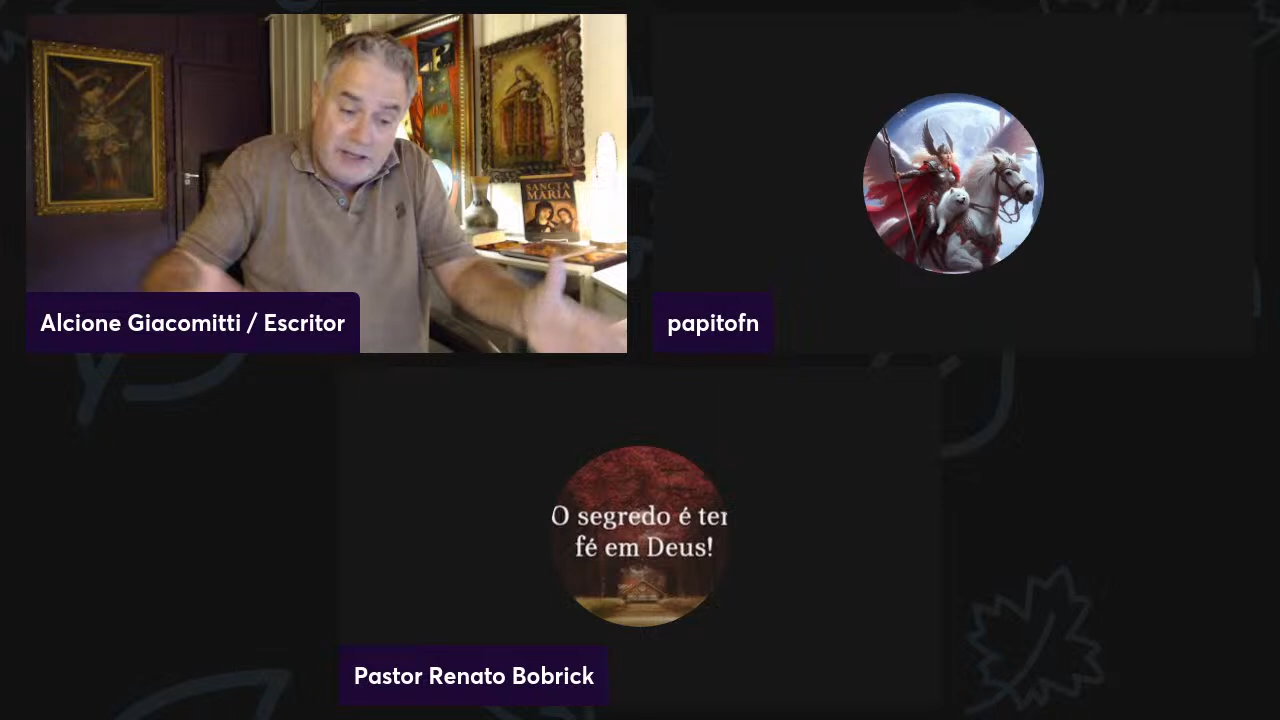 SANCTA
MARIA
Alcione Giacomitti / Escritor
papitofn
O segredo é ter
fé em Deus!
Pastor Renato Bobrick